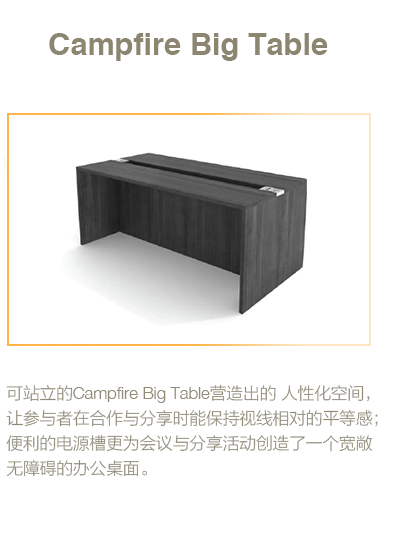 Campfire Big Table
可站立的Campfire Big Table营造出的 人性化空间，
让参与者在合作与分享时能保持视线相对的平等感；
便利的电源槽更为会议与分享活动创造了一个宽敞
无障碍的办公桌面。